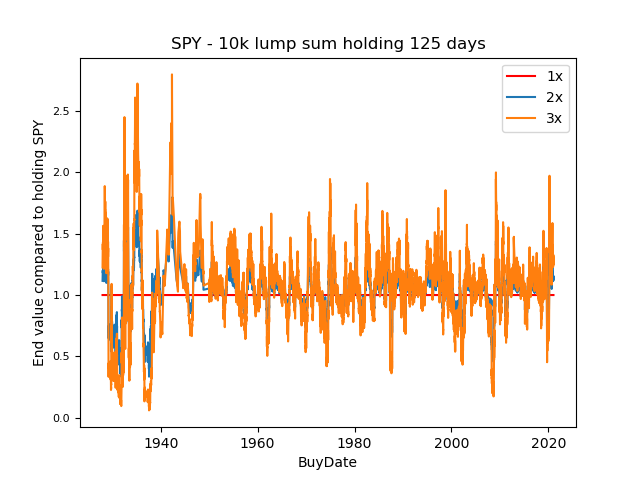 SPY - 10k lump sum holding 125 days
1x
2x
3x
End value compared to holding SPY
2.5
2.0
1.5
1.0
0.5
0.0
1940
1960
1980
2000
2020
BuyDate